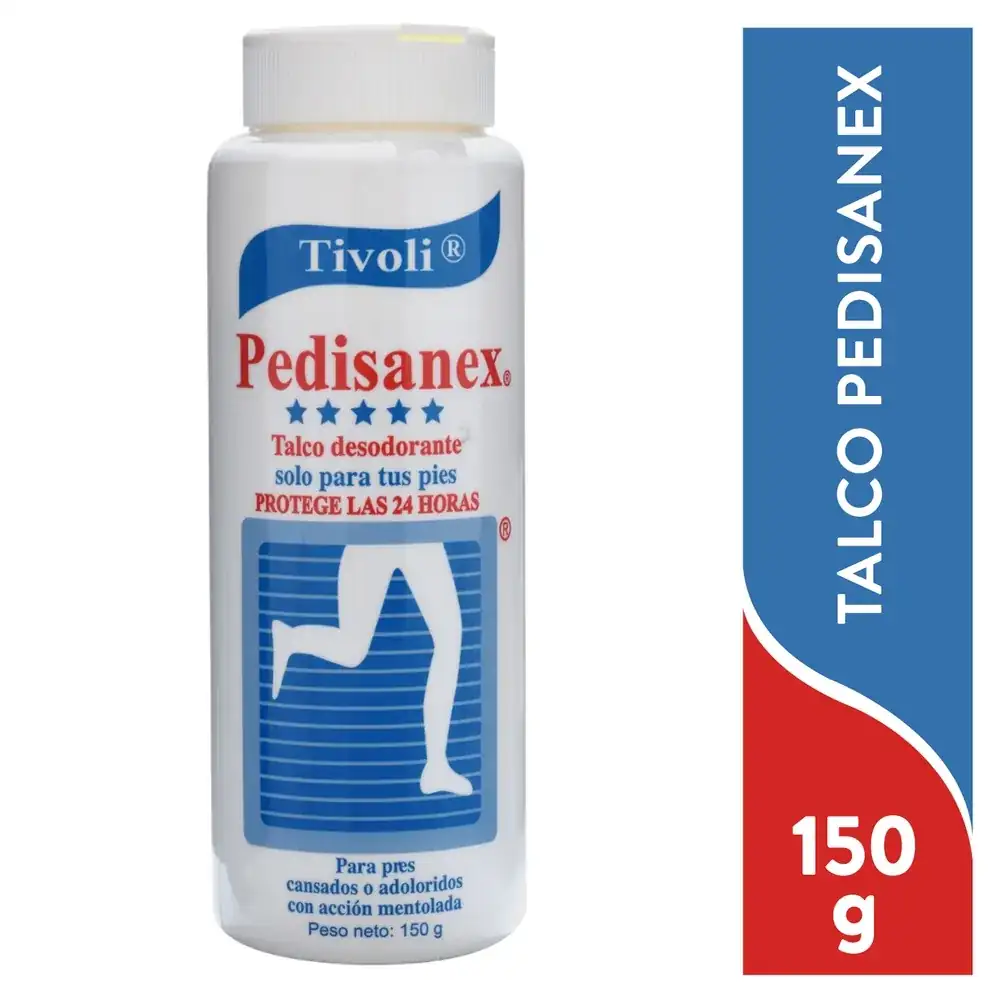 Tivoli®
Pedisanex®
Talco desodorante
solo para tus pies
PROTEGE LAS 24 HORAS
®
Para pres
cansados o adoloridos
con acción mentolada
Peso neto: 150 g
TALCO PEDISANEX
150
g